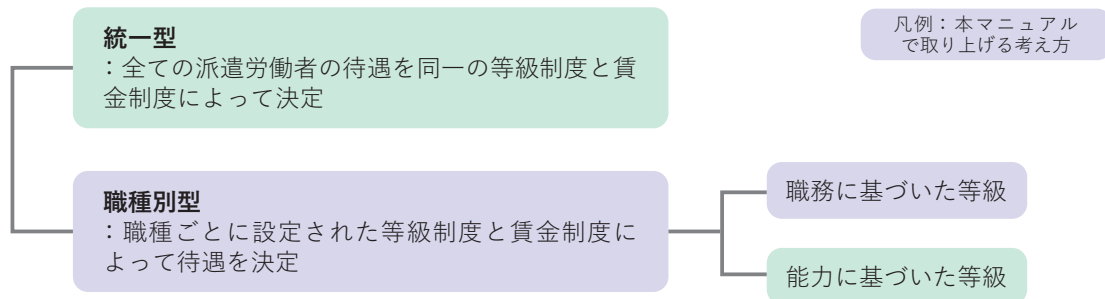 統一型
：全ての派遣労働者の待遇を同一の等級制度と賃
金制度によって決定
凡例：本マニュアル
で取り上げる考え方
職種別型
：職種ごとに設定された等級制度と賃金制度に
よって待遇を決定
職務に基づいた等級
能力に基づいた等級